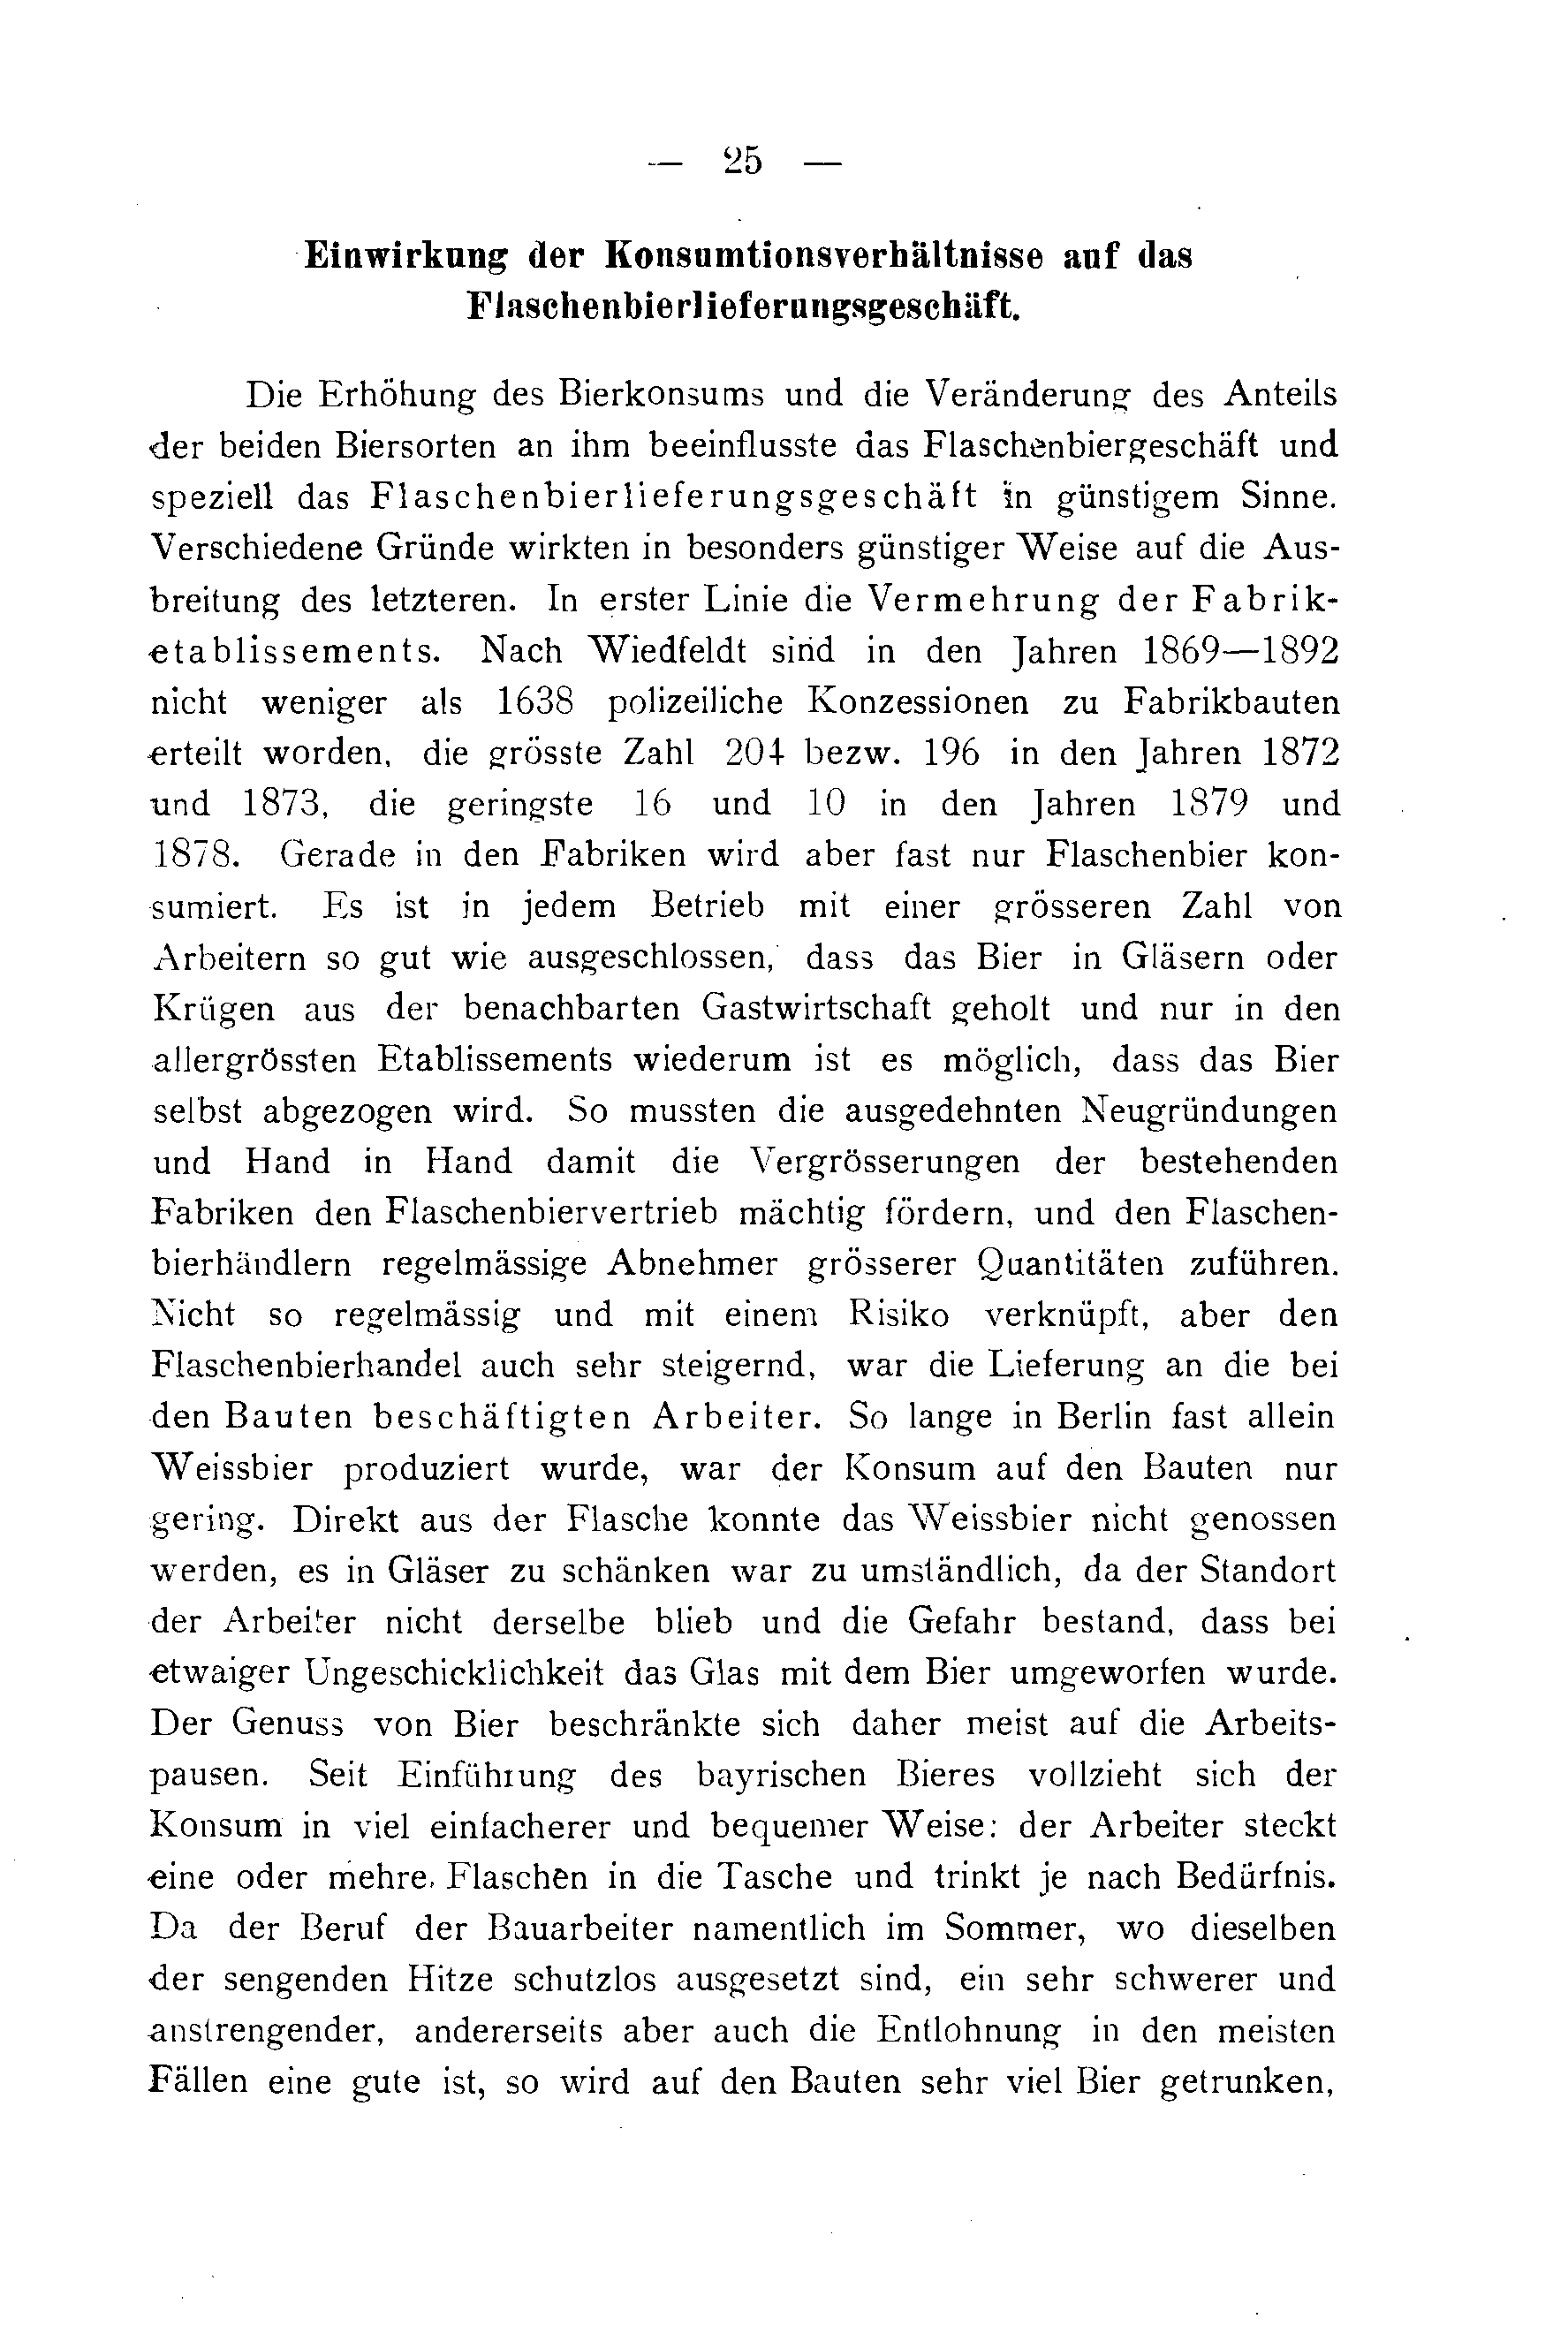 — 25 —
Einwirkung der Konsumtionsverhältnisse auf das
Flaschenbierlieferungsgeschäft.
Die Erhöhung des Bierkonsums und die Veränderung des Anteils
der beiden Biersorten an ihm beeinflusste das Flaschenbiergeschäft und
speziell das Flaschenbierlieferungsgeschäft in günstigem Sinne.
Verschiedene Gründe wirkten in besonders günstiger Weise auf die Aus-
breitung des letzteren. In erster Linie die Vermehrung der Fabrik-
etablissements. Nach Wiedfeldt sind in den Jahren 1869—1892
nicht weniger als 1638 polizeiliche Konzessionen zu Fabrikbauten
erteilt worden, die grösste Zahl 204 bezw. 196 in den Jahren 1872
und 1873, die geringste 16 und 10 in den Jahren 1879 und
1878. Gerade in den Fabriken wird aber fast nur Flaschenbier kon-
sumiert. Es ist in jedem Betrieb mit einer grösseren Zahl von
Arbeitern so gut wie ausgeschlossen, dass das Bier in Gläsern oder
Krügen aus der benachbarten Gastwirtschaft geholt und nur in den
allergrössten Etablissements wiederum ist es möglich, dass das Bier
selbst abgezogen wird. So mussten die ausgedehnten Neugründungen
und Hand in Hand damit die Vergrösserungen der bestehenden
Fabriken den Flaschenbiervertrieb mächtig fördern, und den Flaschen-
bierhändlern regelmässige Abnehmer grösserer Quantitäten zuführen.
Nicht so regelmässig und mit einem Risiko verknüpft, aber den
Flaschenbierhandel auch sehr steigernd, war die Lieferung an die bei
den Bauten beschäftigten Arbeiter. So lange in Berlin fast allein
Weissbier produziert wurde, war der Konsum auf den Bauten nur
gering. Direkt aus der Flasche konnte das Weissbier nicht genossen
werden, es in Gläser zu schänken war zu umständlich, da der Standort
der Arbeiter nicht derselbe blieb und die Gefahr bestand, dass bei
etwaiger Ungeschicklichkeit das Glas mit dem Bier umgeworfen wurde.
Der Genuss von Bier beschränkte sich daher meist auf die Arbeits-
pausen. Seit Einführung des bayrischen Bieres vollzieht sich der
Konsum in viel einfacherer und bequemer Weise: der Arbeiter steckt
eine oder mehre. Flaschen in die Tasche und trinkt je nach Bedürfnis.
Da der Beruf der Bauarbeiter namentlich im Sommer, wo dieselben
der sengenden Hitze schutzlos ausgesetzt sind, ein sehr schwerer und
anstrengender, andererseits aber auch die Entlohnung in den meisten
Fällen eine gute ist, so wird auf den Bauten sehr viel Bier getrunken,